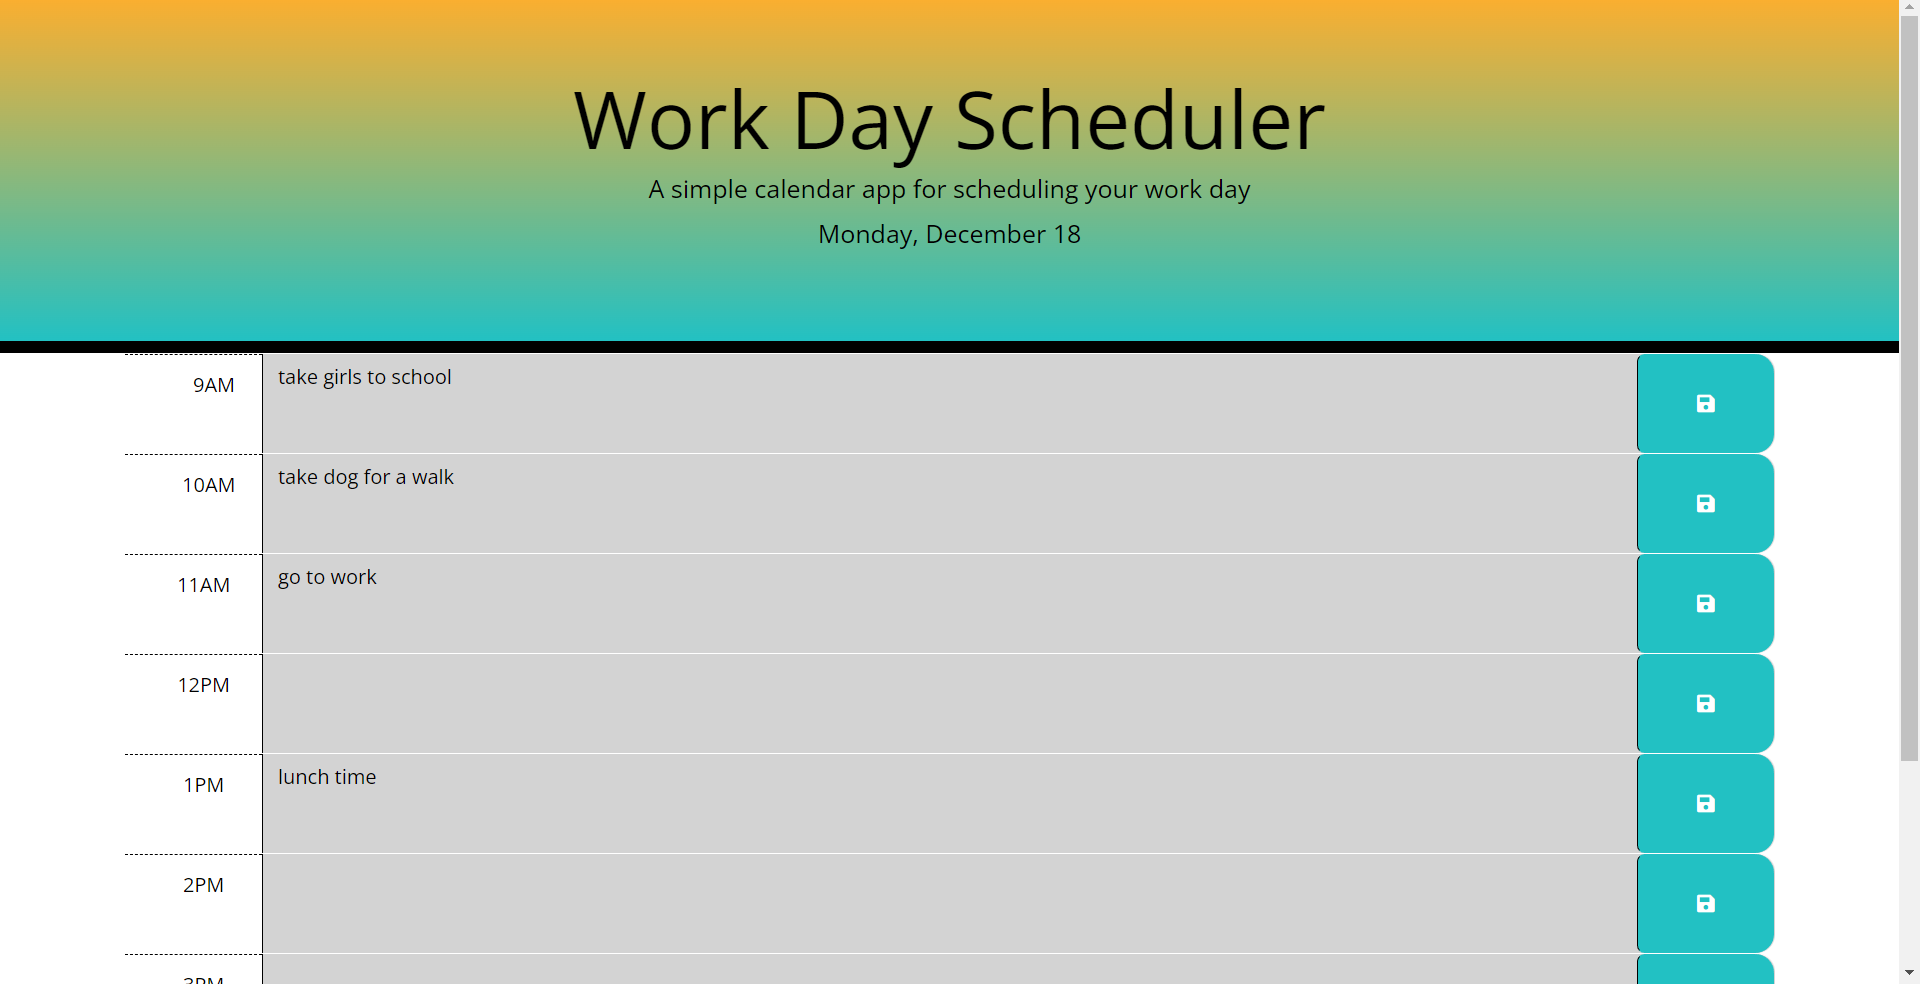 Work Day Scheduler
A simple calendar app for scheduling your work day
Monday, December 18
9AM
take girls to school
10AM
take dog for a walk
11AM
go to work
12PM
1PM
lunch time
2PM
3PM